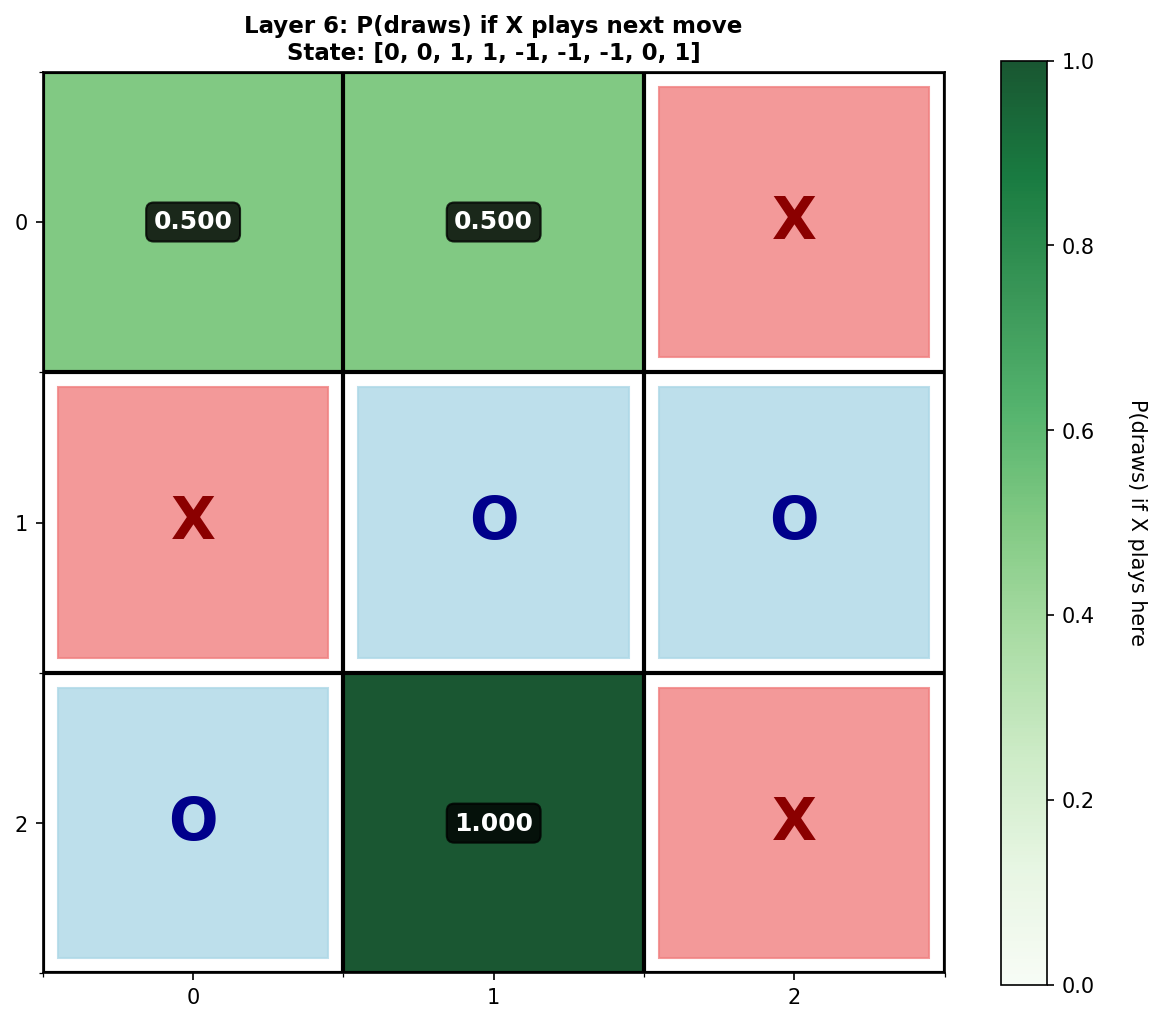 Layer 6: P(draws) if X plays next move
State: [0, 0, 1, 1, -1, -1, -1, 0, 1]
0
0.500
0.500
X
1
X
O
O
2
O
1.000
X
0
1
2
1.0
0.8
0.6
0.4
0.2
0.0
P(draws) if X plays here